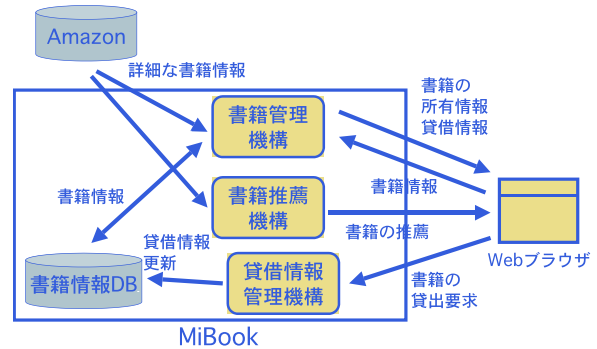 Amazon
詳細な書籍情報
書籍管理
機構
書籍の
所有情報
貸借情報
書籍情報
書籍情報
書籍推薦
機構
書籍の推薦
貸借情報
更新
Webブラウザ
書籍情報DB
貸借情報
管理機構
書籍の
貸出要求
MiBook